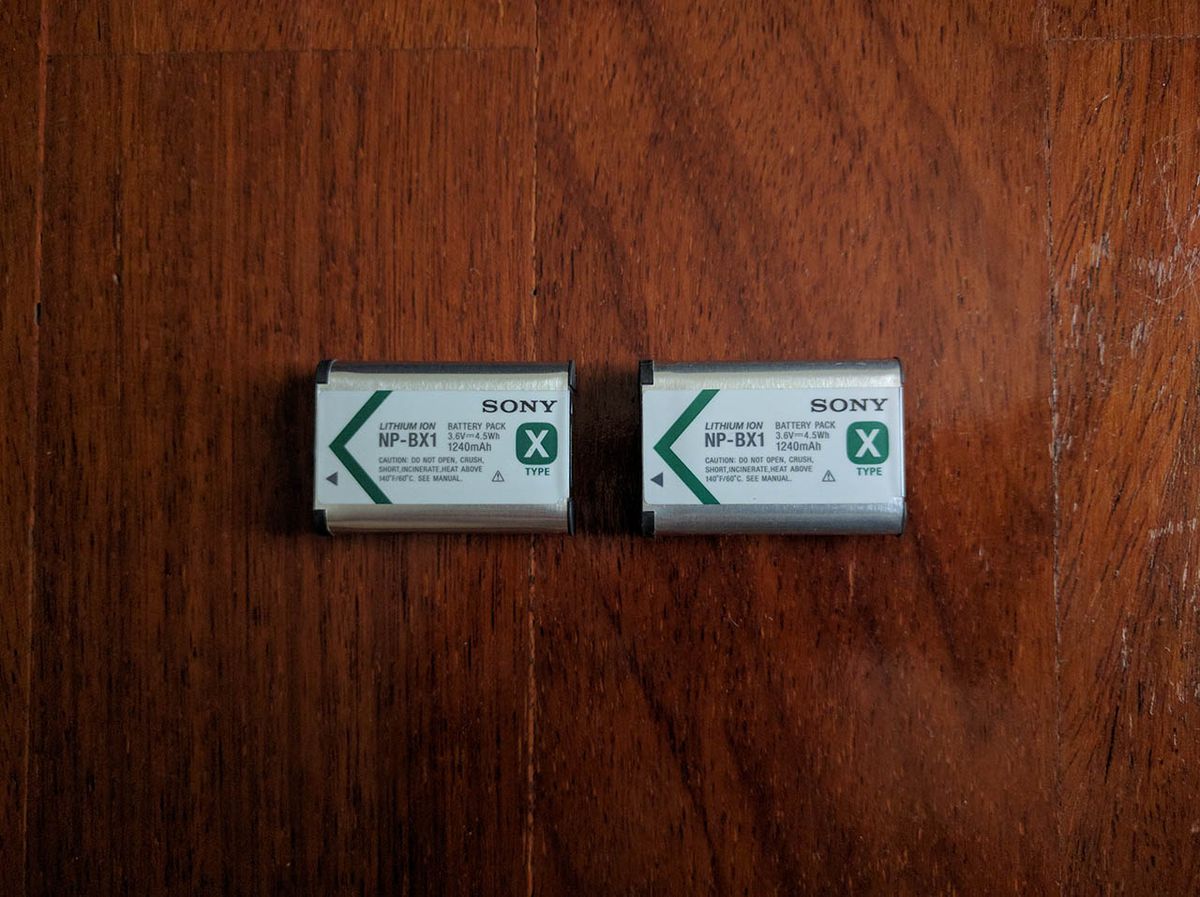 SONY
LITHIUM ION BATTERY PACK
NP-BX1 3.6V⎓4.5Wh
1240mAh
X
TYPE
CAUTION: DO NOT OPEN, CRUSH,
SHORT,INCINERATE,HEAT ABOVE
140°F/60°C. SEE MANUAL.
SONY
LITHIUM ION BATTERY PACK
NP-BX1 3.6V⎓4.5Wh
1240mAh
X
TYPE
CAUTION: DO NOT OPEN, CRUSH,
SHORT,INCINERATE,HEAT ABOVE
140°F/60°C. SEE MANUAL.